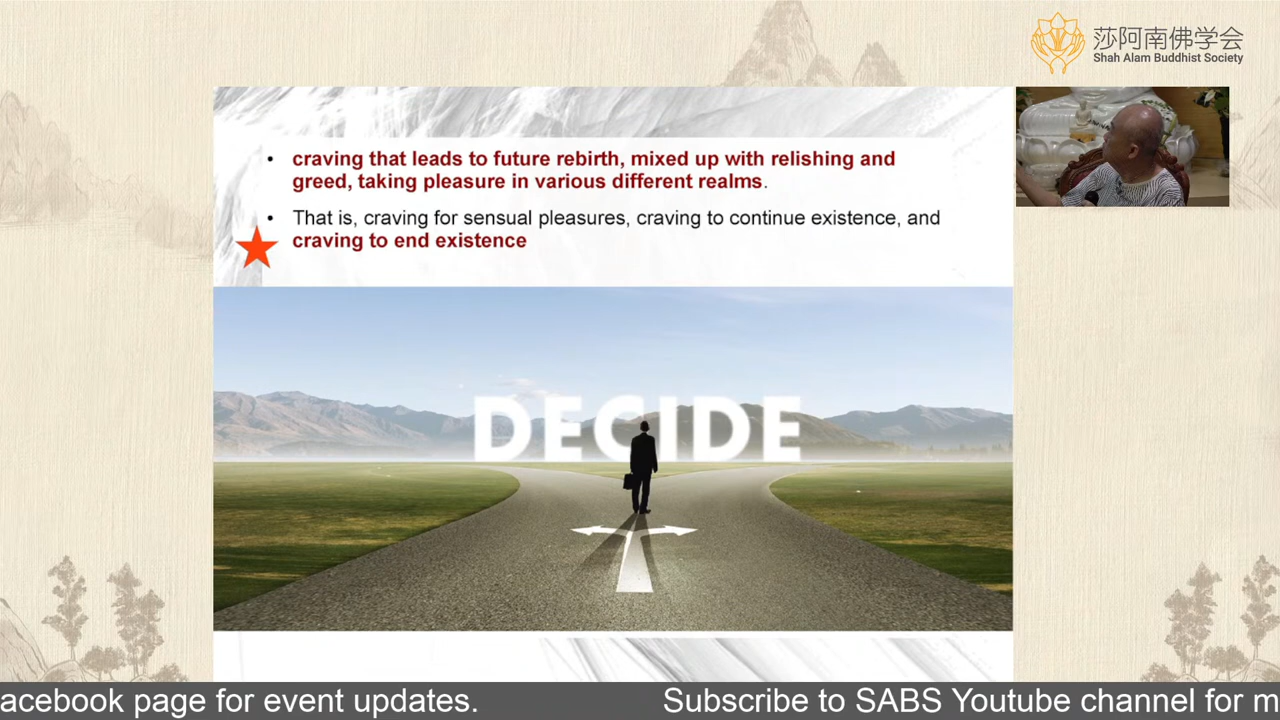 莎阿南佛学会
Shah Alam Buddhist Society
• craving that leads to future rebirth, mixed up with relishing and
greed, taking pleasure in various different realms.
• That is, craving for sensual pleasures, craving to continue existence, and
craving to end existence
DECIDE
acebook page for event updates. Subscribe to SABS Youtube channel for m